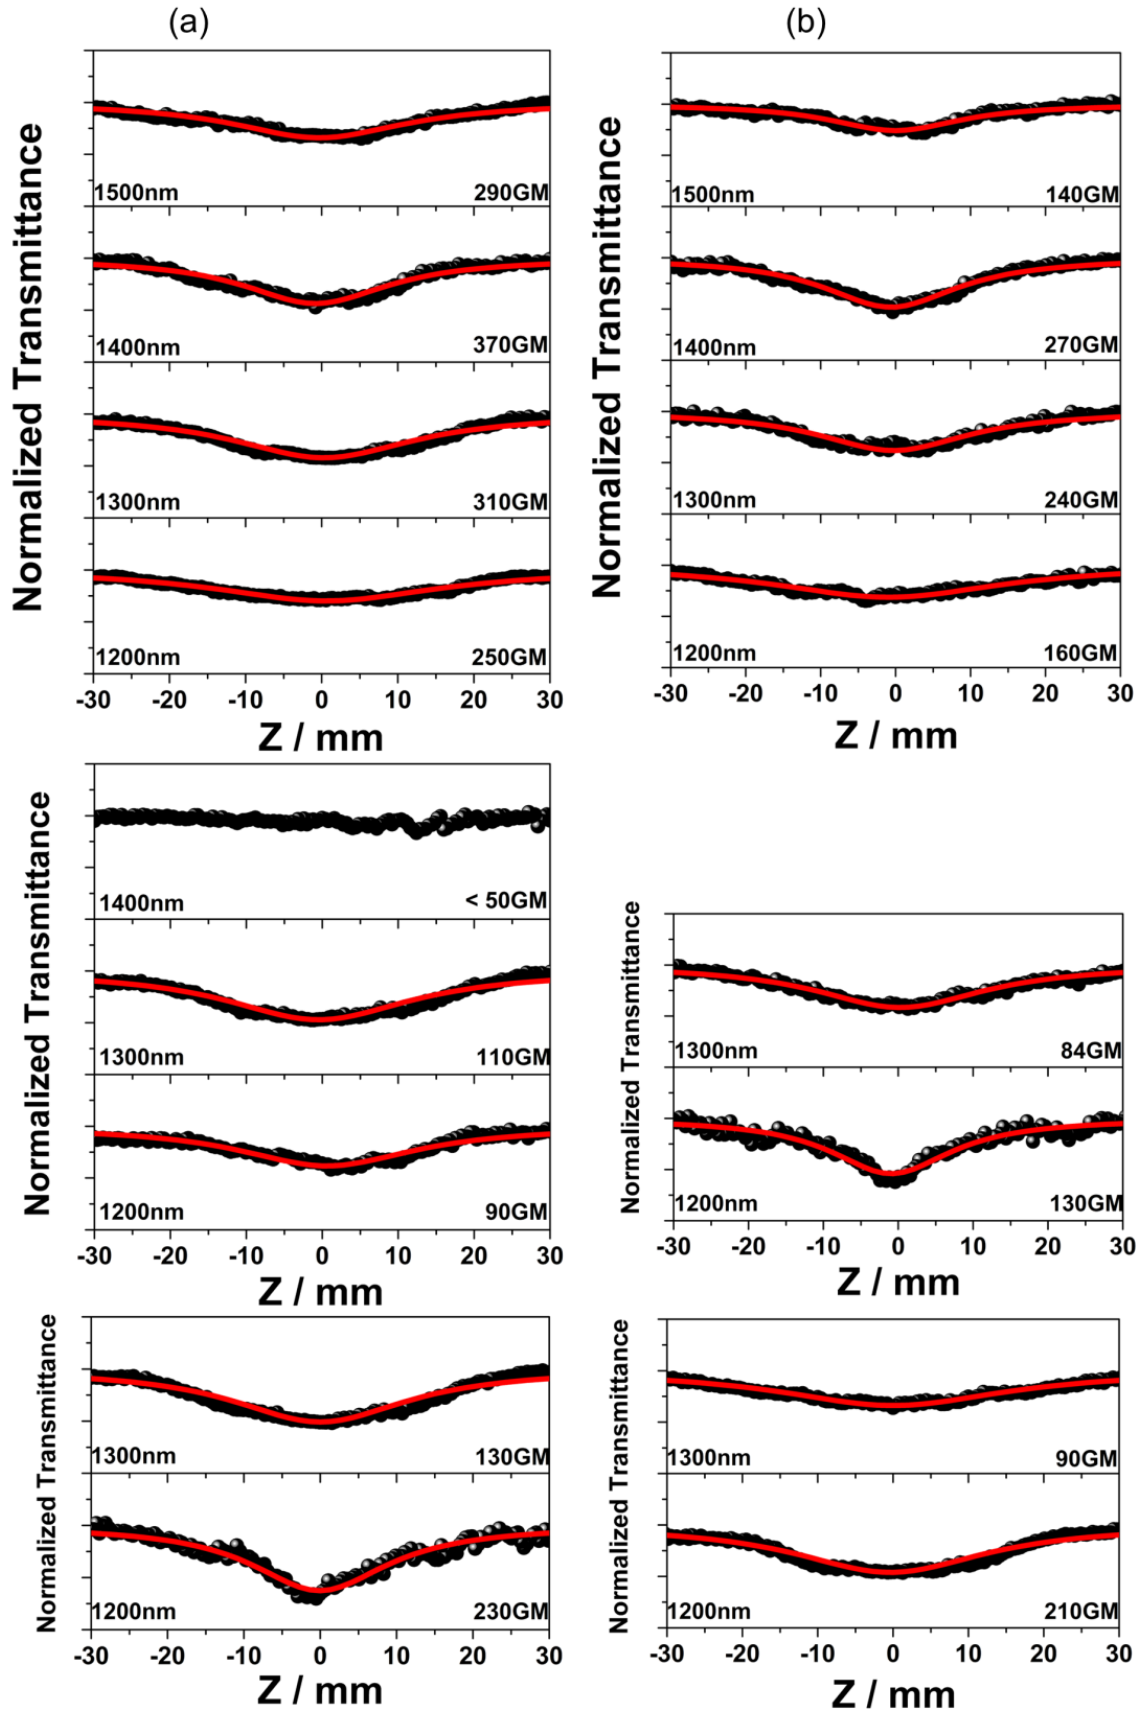 (a)
(b)
Normalized Transmittance
1500nm 290GM
1400nm 370GM
1300nm 310GM
1200nm 250GM
-30 -20 -10 0 10 20 30
Z / mm
Normalized Transmittance
1500nm 140GM
1400nm 270GM
1300nm 240GM
1200nm 160GM
-30 -20 -10 0 10 20 30
Z / mm
Normalized Transmittance
1400nm < 50GM
1300nm 110GM
1200nm 90GM
-30 -20 -10 0 10 20 30
Z / mm
Normalized Transmittance
1300nm 84GM
1200nm 130GM
-30 -20 -10 0 10 20 30
Z / mm
Normalized Transmittance
1300nm 130GM
1200nm 230GM
-30 -20 -10 0 10 20 30
Z / mm
Normalized Transmittance
1300nm 90GM
1200nm 210GM
-30 -20 -10 0 10 20 30
Z / mm